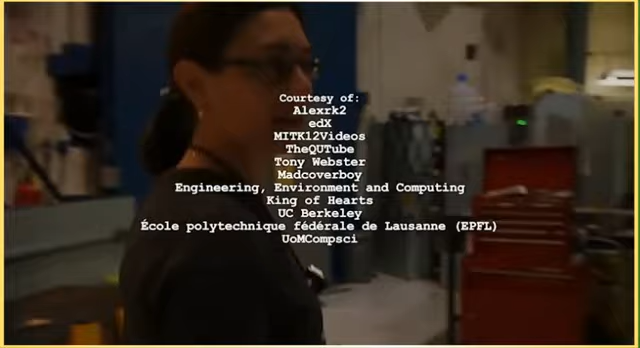 Courtesy of:
Alexrk2
edX
MITK12Videos
TheQUTube
Tony Webster
Madcoverboy
Engineering, Environment and Computing
King of Hearts
UC Berkeley
École polytechnique fédérale de Lausanne (EPFL)
UoMCompsci